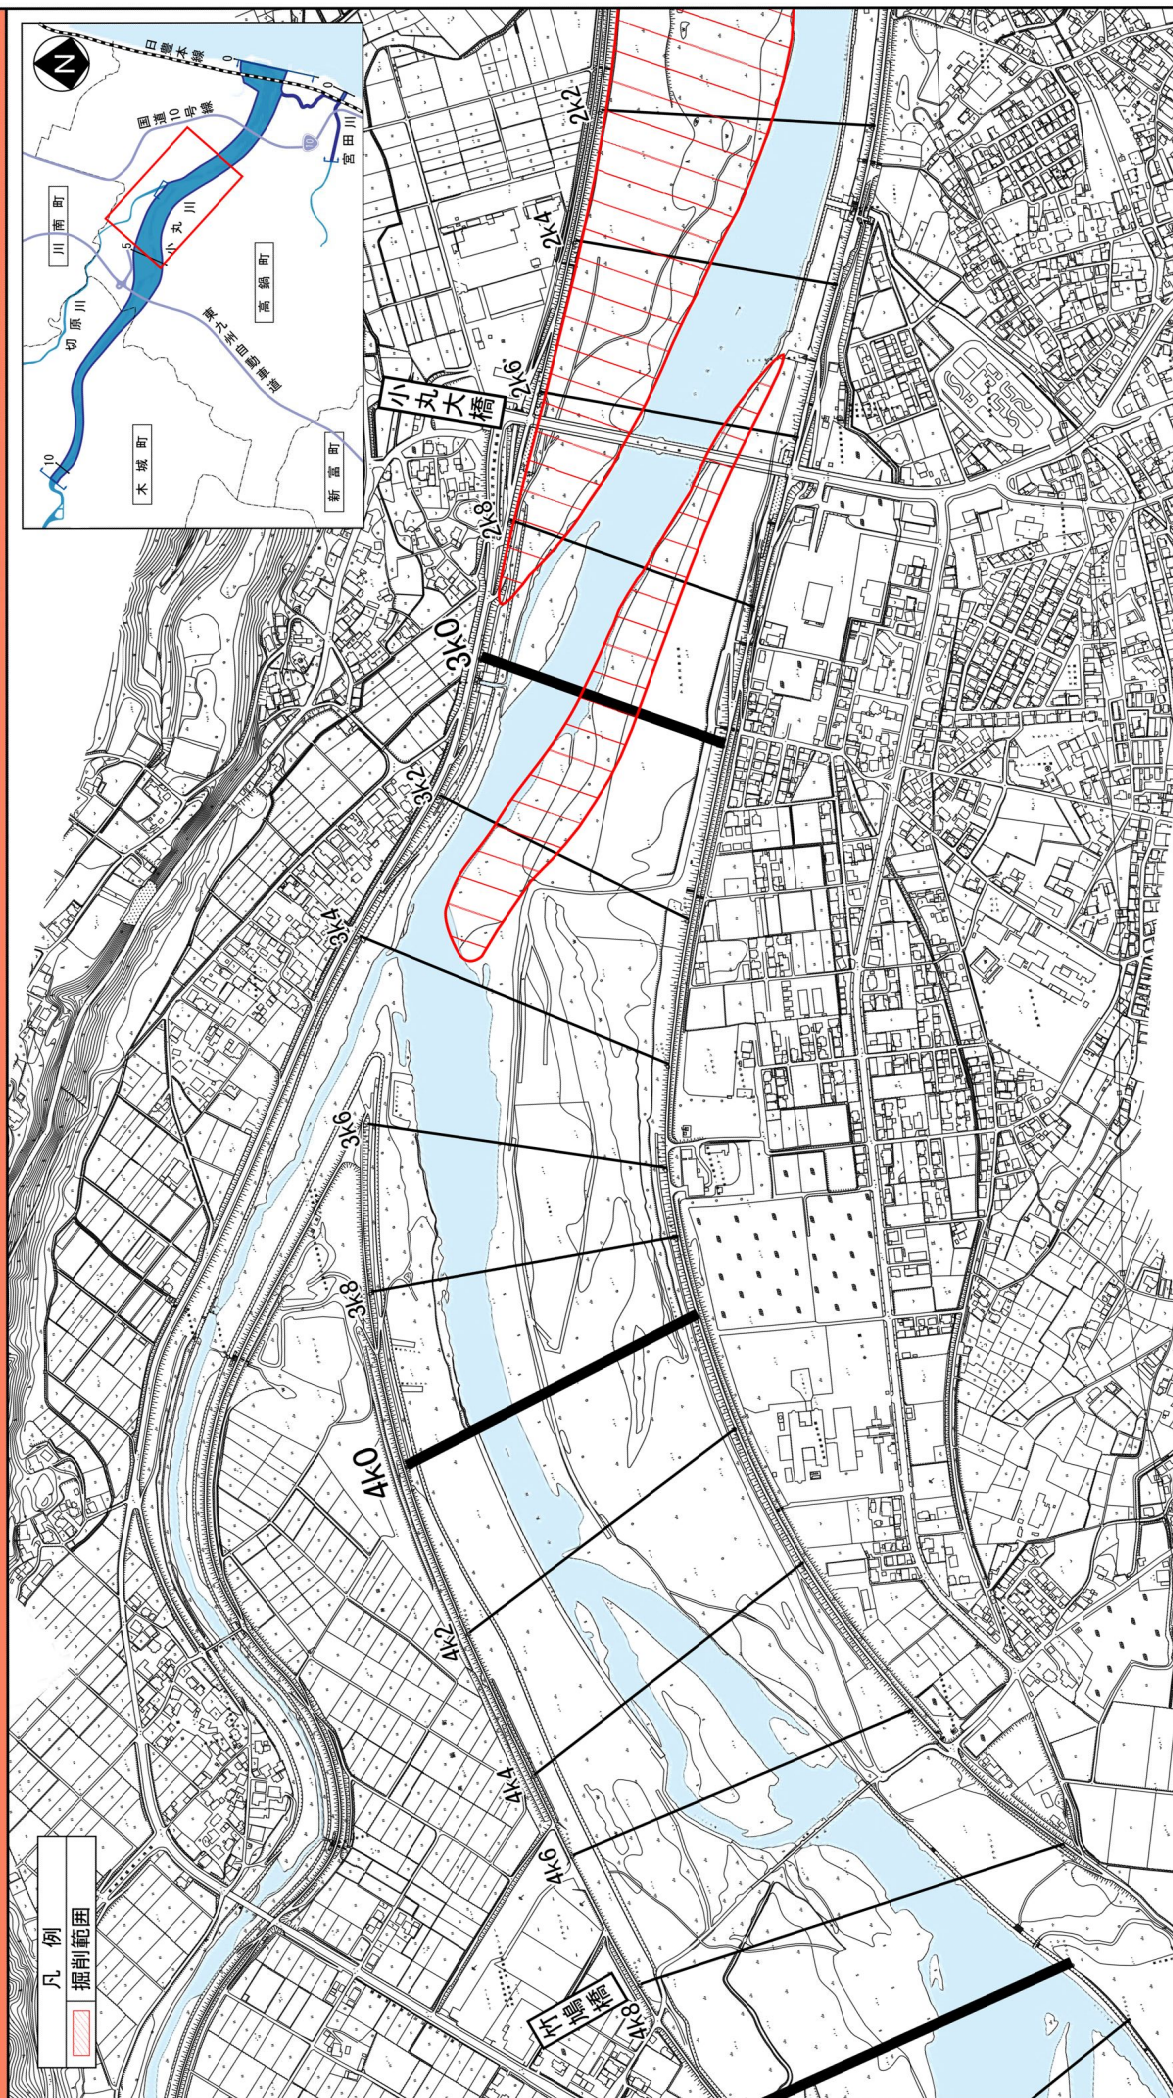 凡例
掘削範囲
竹鳩橋
4k8
4k6
4k4
4k2
4k0
3k8
3k6
3k4
3k2
3k0
2k8
小丸大橋
2k6
2k4
2k2
N
日豊本線
国道10号線
10
0
0
宮田川
川南町
5
小丸川
高鍋町
切原川
東九州自動車道
木城町
新富町
10